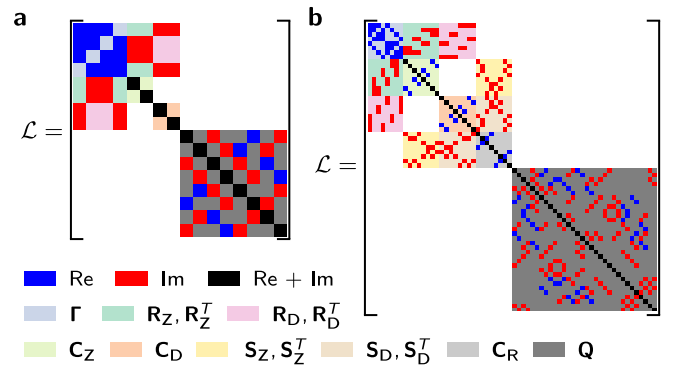 a
b
ℒ =
ℒ =
Re Im Re + Im
Γ R_Z, R_Z^T R_D, R_D^T
C_Z C_D S_Z, S_Z^T S_D, S_D^T C_R Q